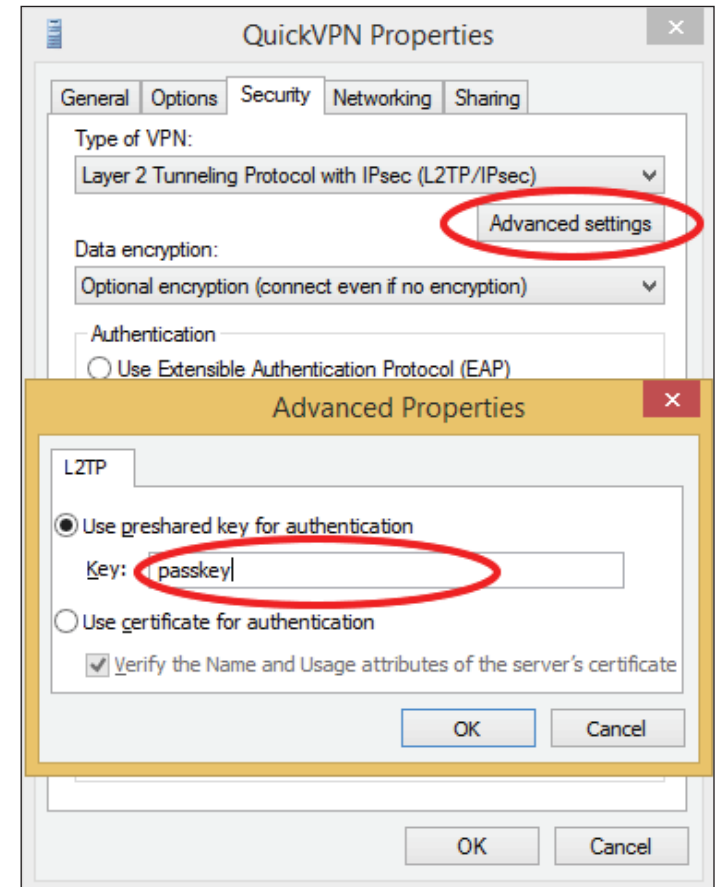 QuickVPN Properties
General Options Security Networking Sharing
Type of VPN:
Layer 2 Tunneling Protocol with IPsec (L2TP/IPsec)
Advanced settings
Data encryption:
Optional encryption (connect even if no encryption)
Authentication
Use Extensible Authentication Protocol (EAP)
Advanced Properties
L2TP
Use preshared key for authentication
Key: passkey
Use certificate for authentication
Verify the Name and Usage attributes of the server's certificate
OK Cancel
OK Cancel